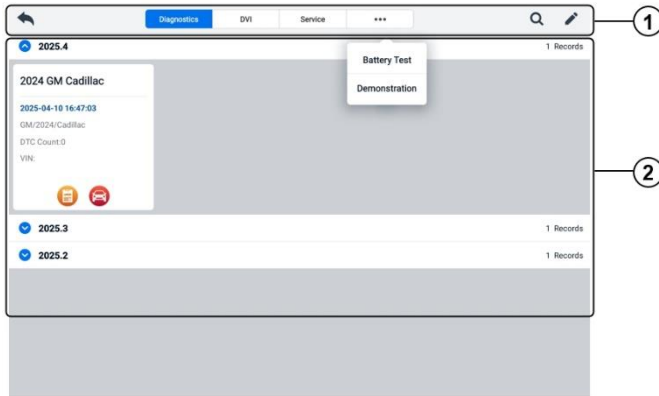 Diagnostics DVI Service •••
1
2025.4 1 Records
Battery Test
Demonstration
2024 GM Cadillac
2025-04-10 16:47:03
GM/2024/Cadillac
DTC Count:0
VIN:
2
2025.3 1 Records
2025.2 1 Records